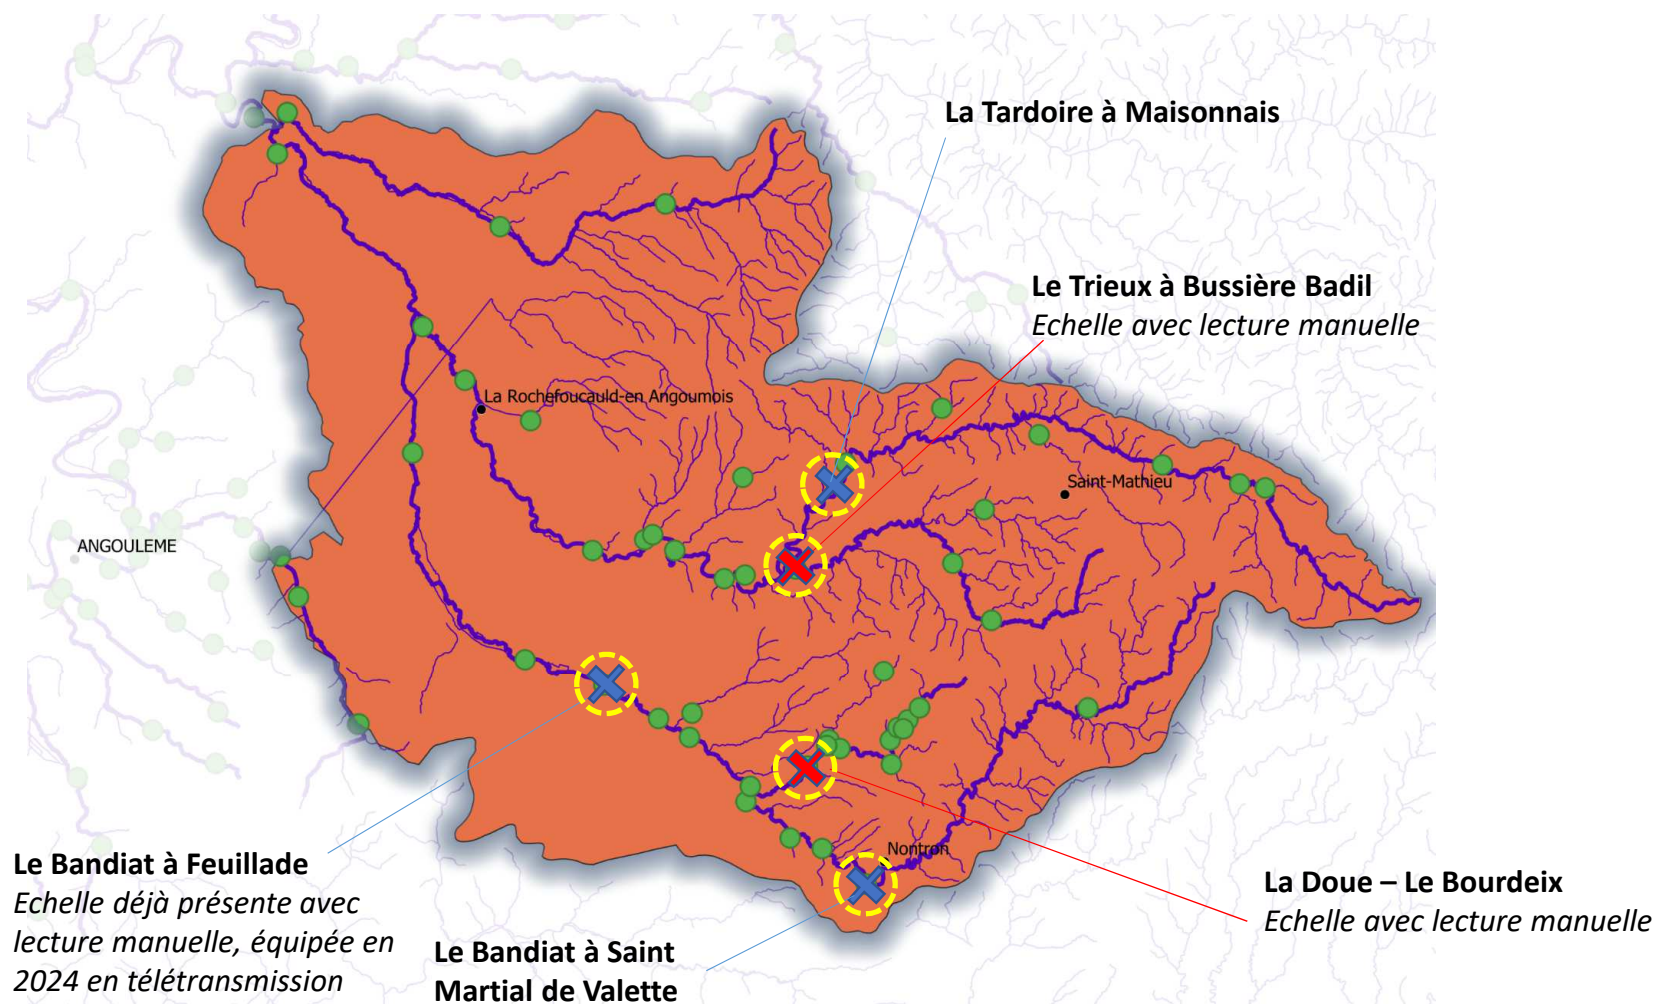 La Tardoire à Maisonnais
Le Trieux à Bussière Badil
Echelle avec lecture manuelle
La Rochefoucauld-en Angoumois
Saint-Mathieu
ANGOULEME
Nontron
Le Bandiat à Feuillade
Echelle déjà présente avec
lecture manuelle, équipée en
2024 en télétransmission
Le Bandiat à Saint
Martial de Valette
La Doue – Le Bourdeix
Echelle avec lecture manuelle